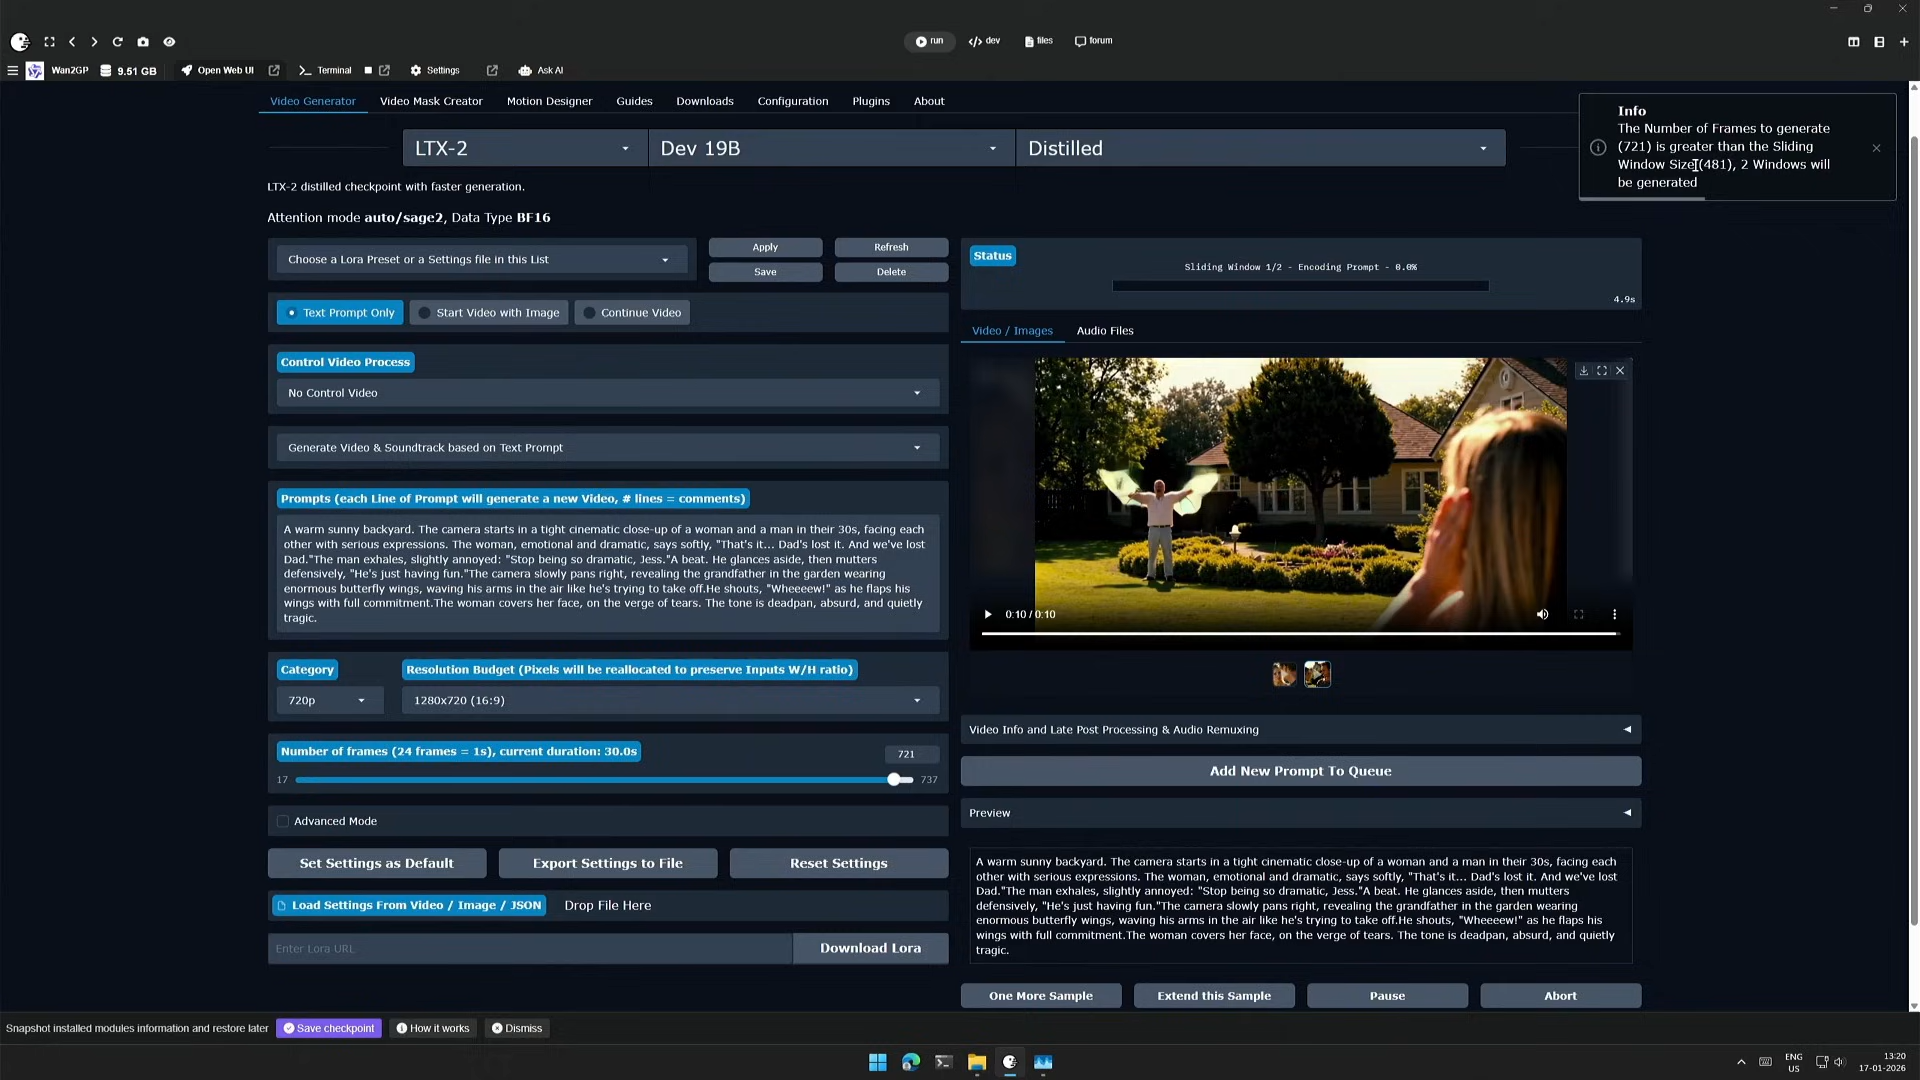 run
dev
files
forum
Wan2GP
9.51 GB
Open Web UI
Terminal
Settings
Ask AI
Video Generator
Video Mask Creator
Motion Designer
Guides
Downloads
Configuration
Plugins
About
Info
The Number of Frames to generate
(721) is greater than the Sliding
Window Size (481), 2 Windows will
be generated
LTX-2
Dev 19B
Distilled
LTX-2 distilled checkpoint with faster generation.
Attention mode auto/sage2, Data Type BF16
Choose a Lora Preset or a Settings file in this List
Apply
Refresh
Save
Delete
Text Prompt Only
Start Video with Image
Continue Video
Control Video Process
No Control Video
Generate Video & Soundtrack based on Text Prompt
Prompts (each Line of Prompt will generate a new Video, # lines = comments)
A warm sunny backyard. The camera starts in a tight cinematic close-up of a woman and a man in their 30s, facing each
other with serious expressions. The woman, emotional and dramatic, says softly, "That's it... Dad's lost it. And we've lost
Dad."The man exhales, slightly annoyed: "Stop being so dramatic, Jess."A beat. He glances aside, then mutters
defensively, "He's just having fun."The camera slowly pans right, revealing the grandfather in the garden wearing
enormous butterfly wings, waving his arms in the air like he's trying to take off.He shouts, "Wheeeew!" as he flaps his
wings with full commitment.The woman covers her face, on the verge of tears. The tone is deadpan, absurd, and quietly
tragic.
Category
Resolution Budget (Pixels will be reallocated to preserve Inputs W/H ratio)
720p
1280x720 (16:9)
Number of frames (24 frames = 1s), current duration: 30.0s
721
17
737
Advanced Mode
Set Settings as Default
Export Settings to File
Reset Settings
Load Settings From Video / Image / JSON
Drop File Here
Enter Lora URL
Download Lora
Status
Sliding Window 1/2 - Encoding Prompt - 0.0%
4.9s
Video / Images
Audio Files
0:10 / 0:10
Video Info and Late Post Processing & Audio Remuxing
Add New Prompt To Queue
Preview
A warm sunny backyard. The camera starts in a tight cinematic close-up of a woman and a man in their 30s, facing each
other with serious expressions. The woman, emotional and dramatic, says softly, "That's it... Dad's lost it. And we've lost
Dad."The man exhales, slightly annoyed: "Stop being so dramatic, Jess."A beat. He glances aside, then mutters
defensively, "He's just having fun."The camera slowly pans right, revealing the grandfather in the garden wearing
enormous butterfly wings, waving his arms in the air like he's trying to take off.He shouts, "Wheeeew!" as he flaps his
wings with full commitment.The woman covers her face, on the verge of tears. The tone is deadpan, absurd, and quietly
tragic.
One More Sample
Extend this Sample
Pause
Abort
Snapshot installed modules information and restore later
Save checkpoint
How it works
Dismiss
ENG
US
13:20
17-01-2026